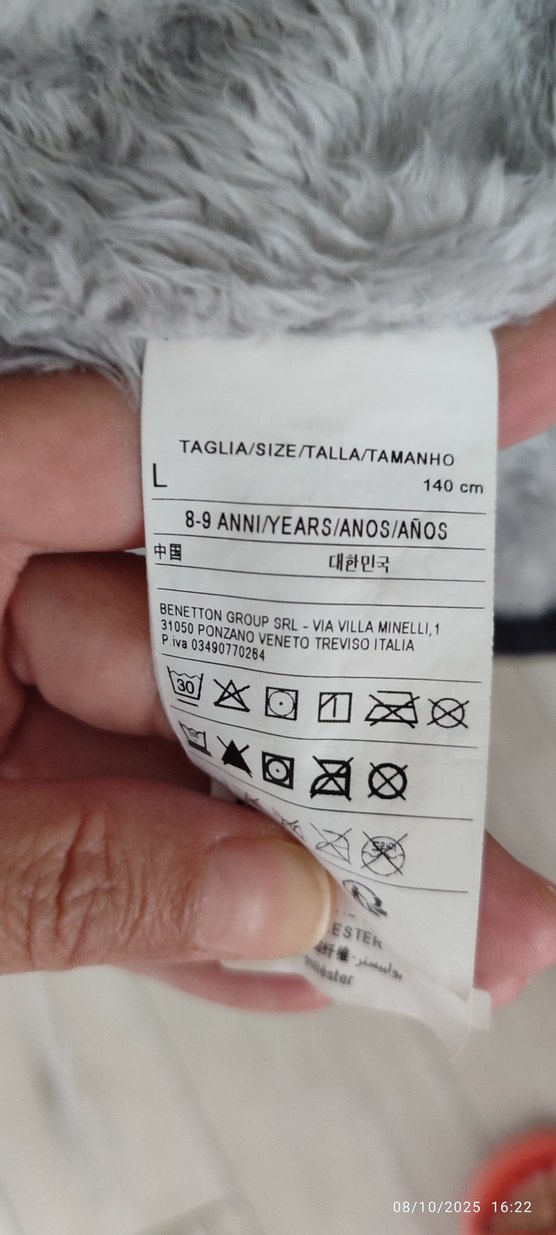 TAGLIA/SIZE/TALLA/TAMANHO
L 140 cm
8-9 ANNI/YEARS/ANOS/AÑOS
中国 대한민국
BENETTON GROUP SRL - VIA VILLA MINELLI,1
31050 PONZANO VENETO TREVISO ITALIA
P.iva 03490770264
30
08/10/2025 16:22